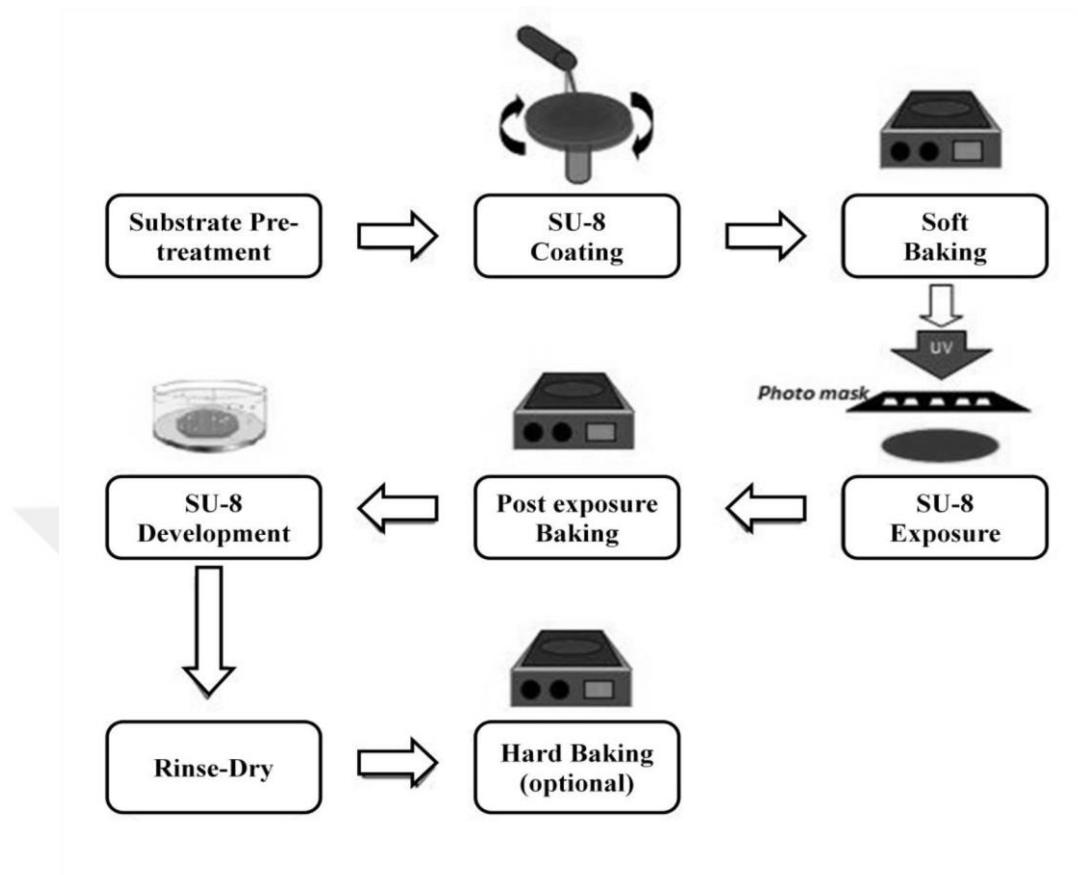 Substrate Pre-
treatment
SU-8
Coating
Soft
Baking
UV
Photo mask
SU-8
Exposure
Post exposure
Baking
SU-8
Development
Rinse-Dry
Hard Baking
(optional)